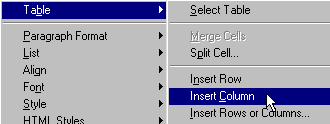 Table
Paragraph Format
List
Align
Font
Style
HTML Styles
Select Table
Merge Cells
Split Cell...
Insert Row
Insert Column
Insert Rows or Columns...